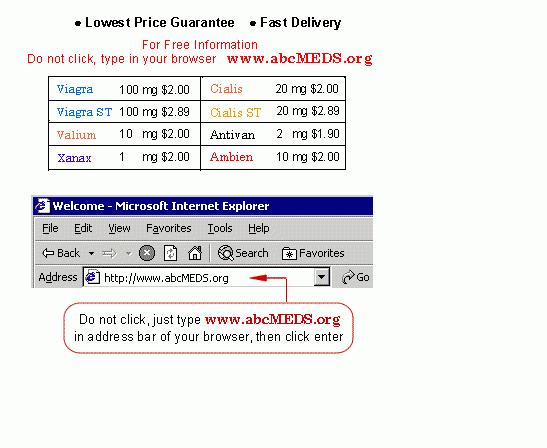 • Lowest Price Guarantee • Fast Delivery
For Free Information
Do not click, type in your browser www.abcMEDS.org
Viagra 100 mg $2.00 Cialis 20 mg $2.00
Viagra ST 100 mg $2.89 Cialis ST 20 mg $2.89
Valium 10 mg $2.00 Antivan 2 mg $1.90
Xanax 1 mg $2.00 Ambien 10 mg $2.00
Welcome - Microsoft Internet Explorer
File Edit View Favorites Tools Help
Back Search Favorites
Address http://www.abcMEDS.org Go
Do not click, just type www.abcMEDS.org
in address bar of your browser, then click enter